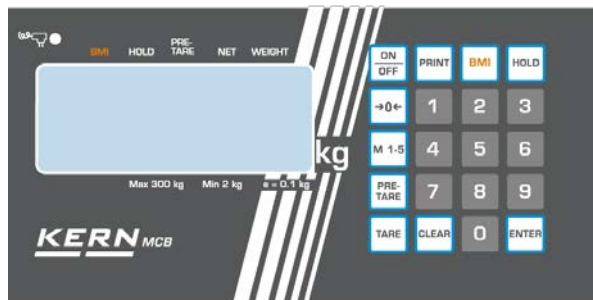 BMI HOLD PRE-TARE NET WEIGHT
kg
Max 300 kg Min 2 kg e = 0.1 kg
KERN MCB
ON OFF PRINT BMI HOLD
→0← 1 2 3
M 1-5 4 5 6
PRE-TARE 7 8 9
TARE CLEAR 0 ENTER